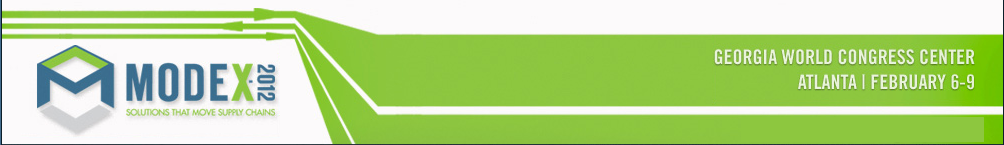 MODEX 2012
SOLUTIONS THAT MOVE SUPPLY CHAINS
GEORGIA WORLD CONGRESS CENTER
ATLANTA | FEBRUARY 6-9